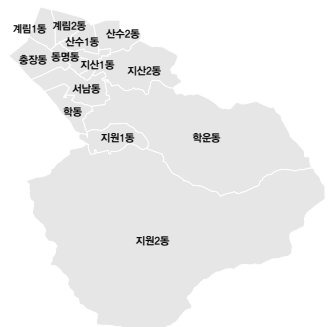 계림1동
계림2동
산수1동
산수2동
충장동
동명동
지산1동
지산2동
서남동
학동
지원1동
학운동
지원2동